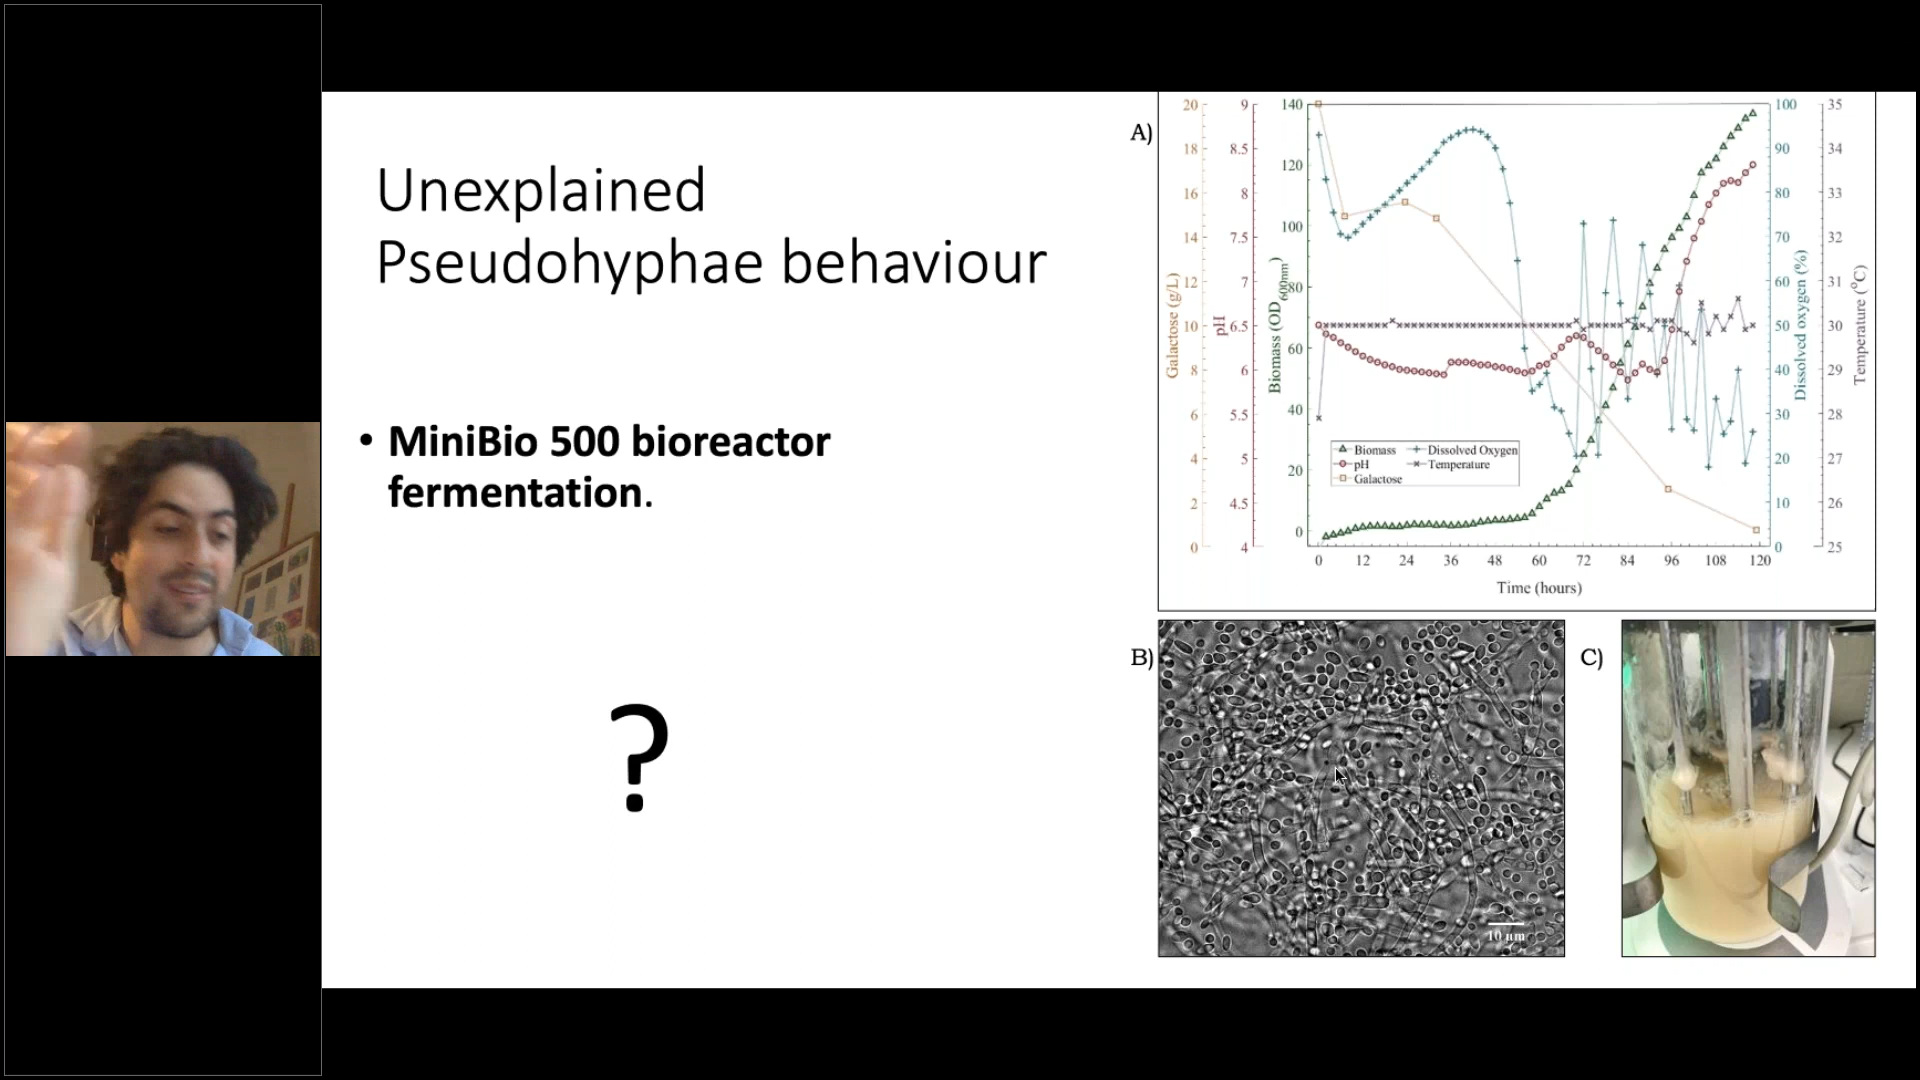 Unexplained
Pseudohyphae behaviour
• MiniBio 500 bioreactor
fermentation.
?
A)
20 18 16 14 12 10 8 6 4 2 0
Galactose (g/L)
9 8.5 8 7.5 7 6.5 6 5.5 5 4.5 4
pH
140 120 100 80 60 40 20 0
Biomass (OD600nm)
Biomass
pH
Galactose
Dissolved Oxygen
Temperature
100 90 80 70 60 50 40 30 20 10 0
Dissolved oxygen (%)
35 34 33 32 31 30 29 28 27 26 25
Temperature (°C)
0 12 24 36 48 60 72 84 96 108 120
Time (hours)
B)
10 µm
C)